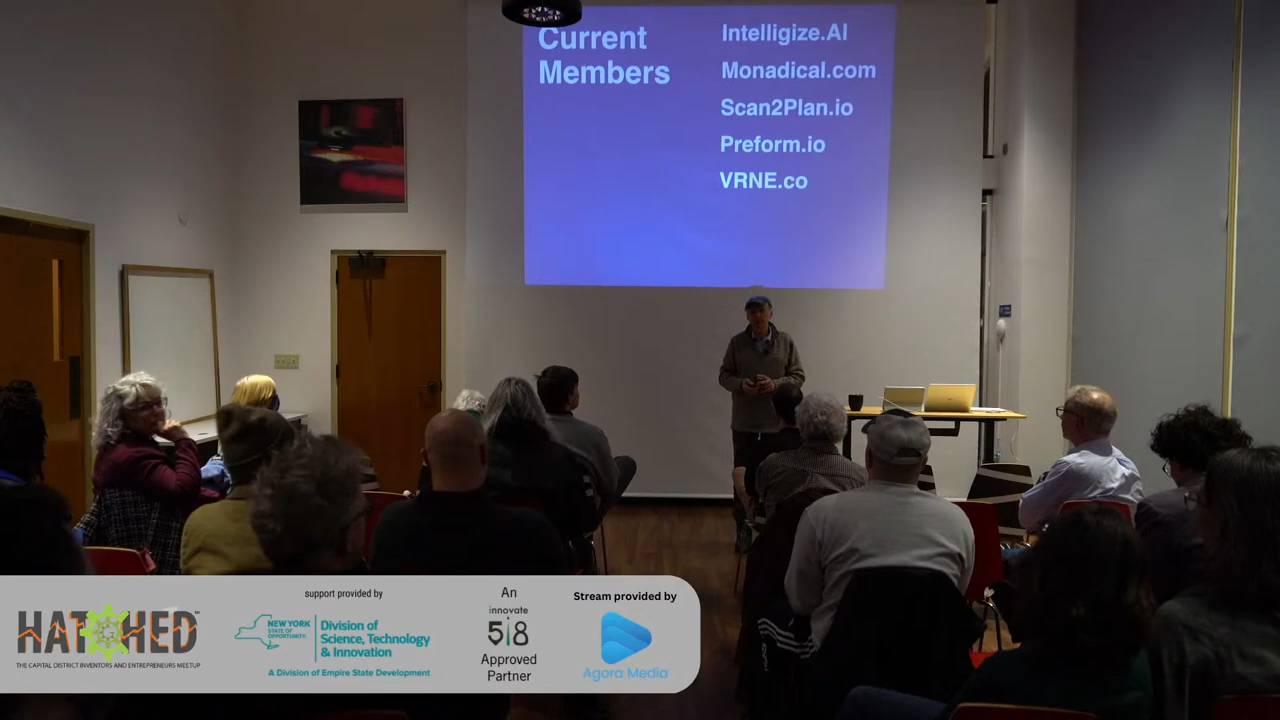 Current
Members
Intelligize.AI
Monadical.com
Scan2Plan.io
Preform.io
VRNE.co
HATCHED
THE CAPITAL DISTRICT INVENTORS AND ENTREPRENEURS MEETUP
support provided by
NEW YORK
STATE OF
OPPORTUNITY.
Division of
Science, Technology
& Innovation
A Division of Empire State Development
An
innovate
518
Approved
Partner
Stream provided by
Agora Media